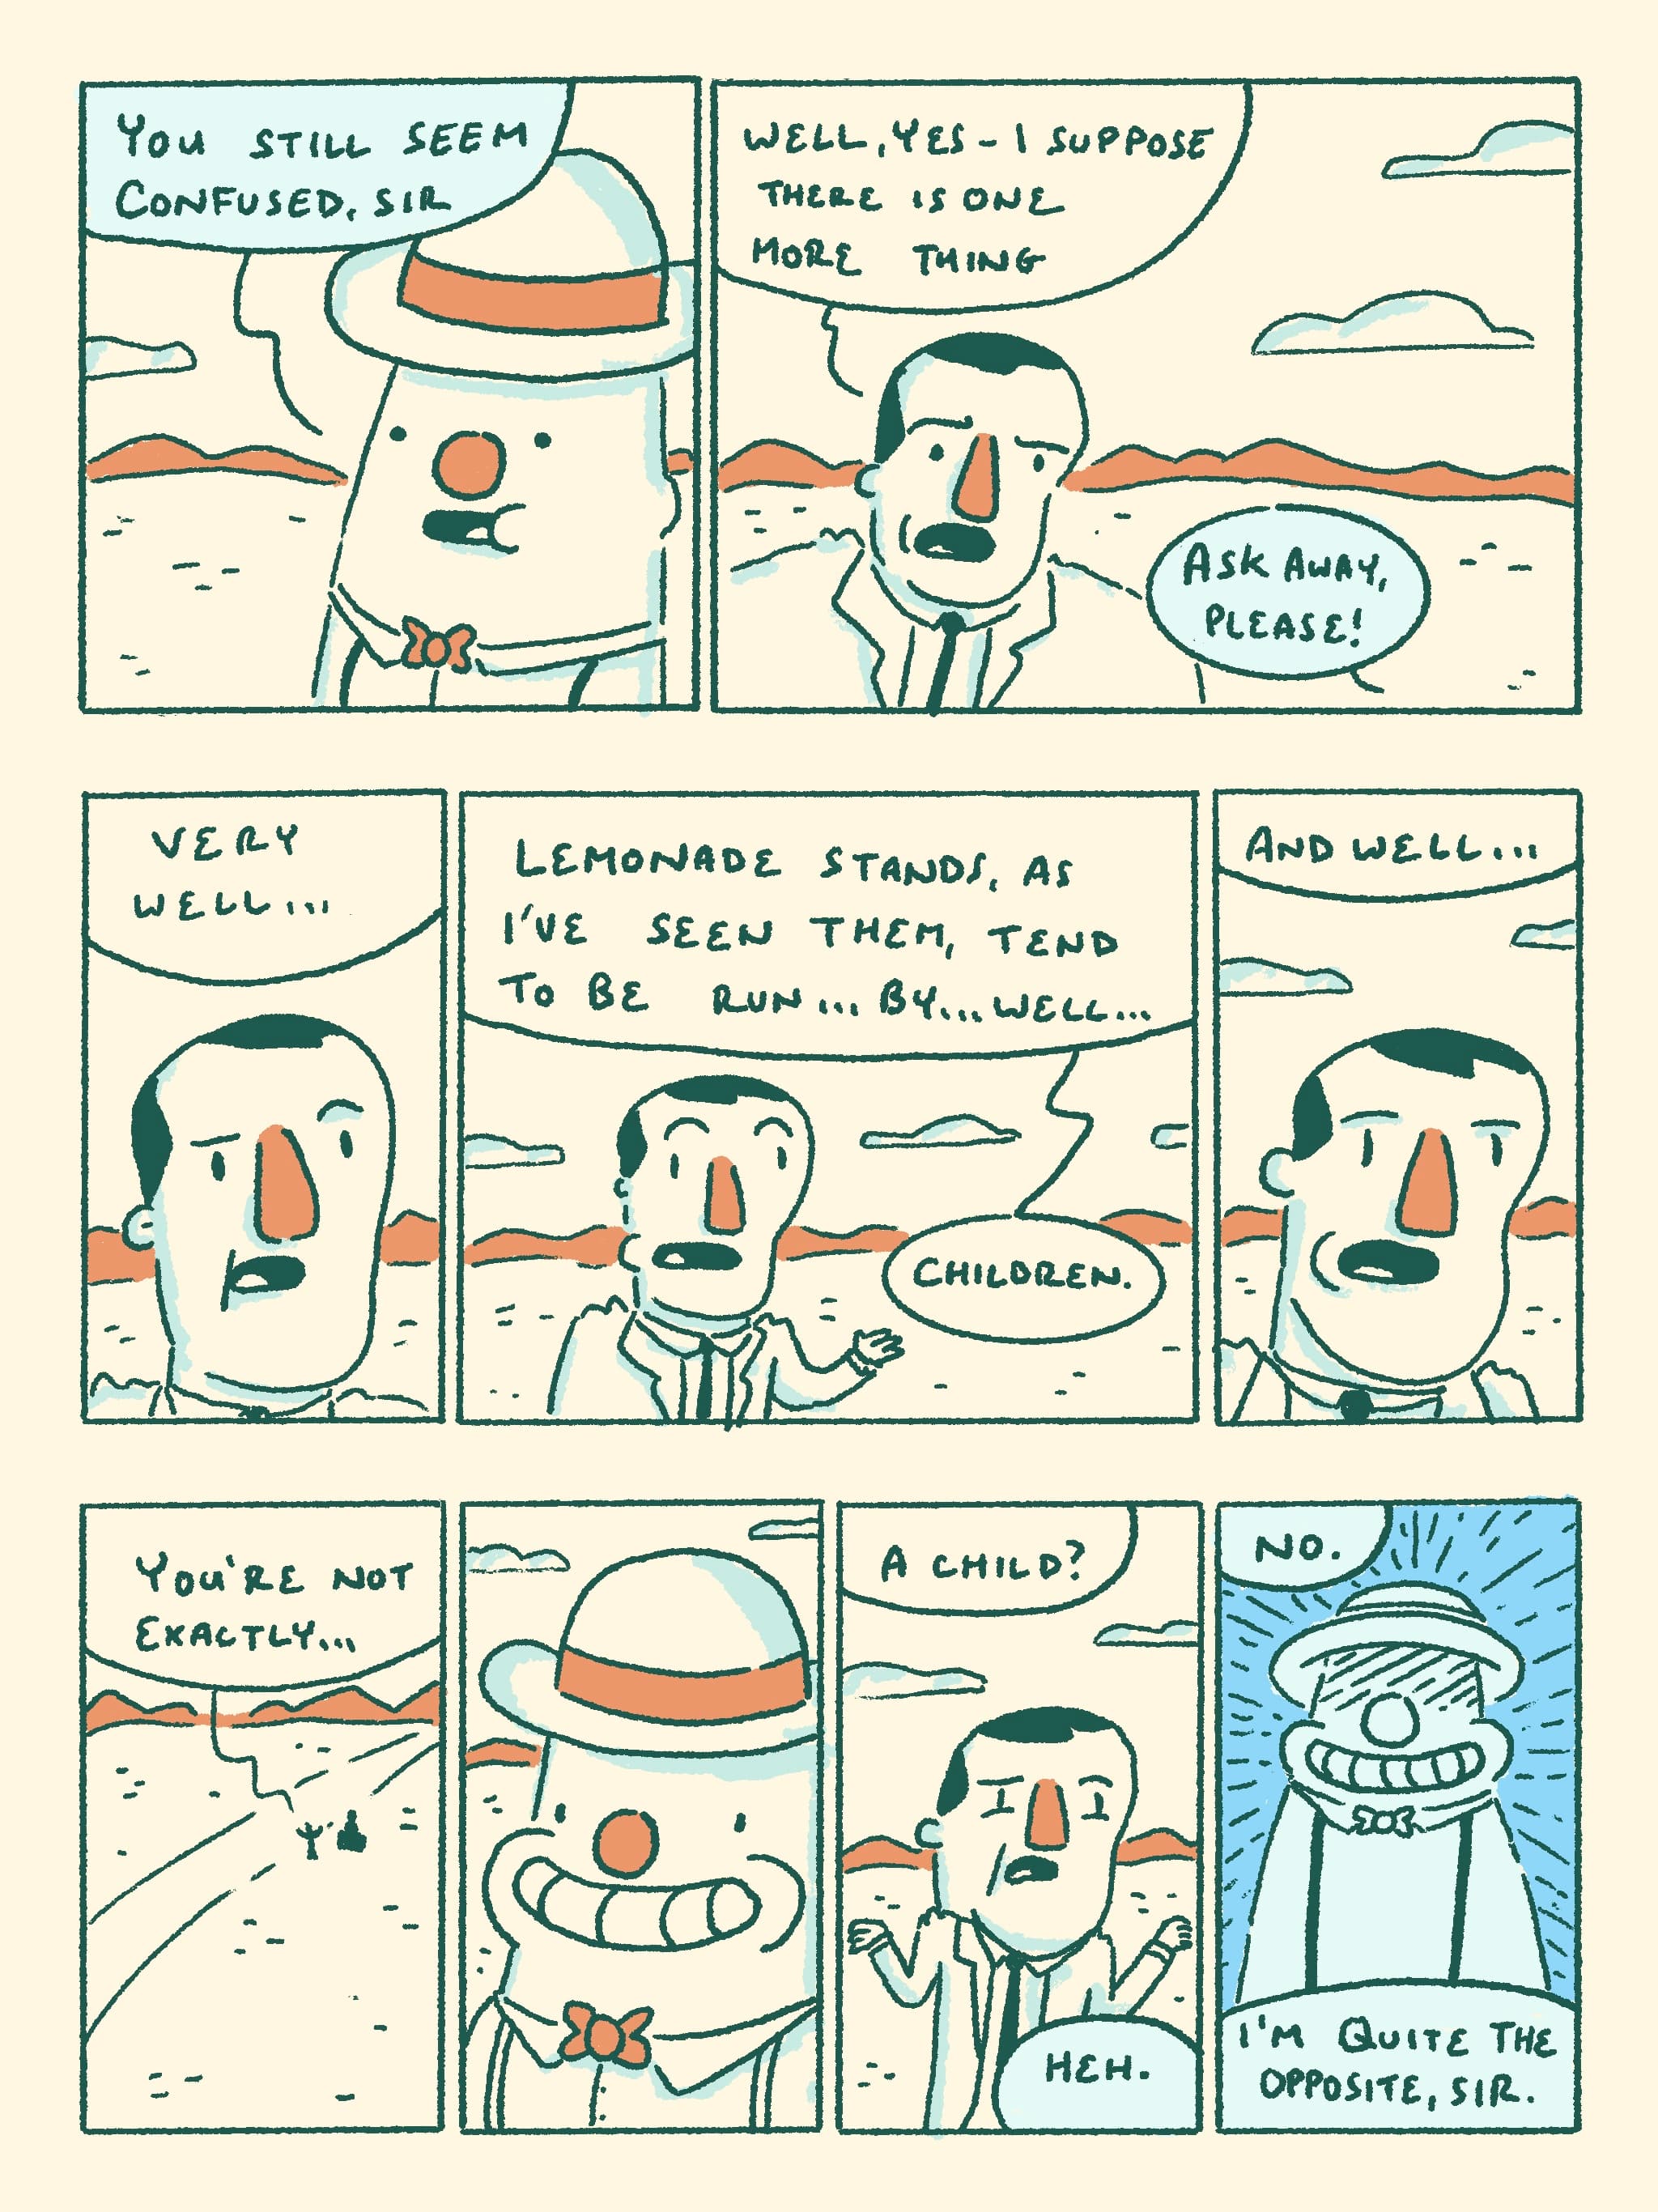 YOU STILL SEEM
CONFUSED, SIR
WELL, YES - I SUPPOSE
THERE IS ONE
MORE THING
ASK AWAY,
PLEASE!
VERY
WELL...
LEMONADE STANDS, AS
I'VE SEEN THEM, TEND
TO BE RUN... BY... WELL...
CHILDREN.
AND WELL...
YOU'RE NOT
EXACTLY...
A CHILD?
HEH.
NO.
I'M QUITE THE
OPPOSITE, SIR.